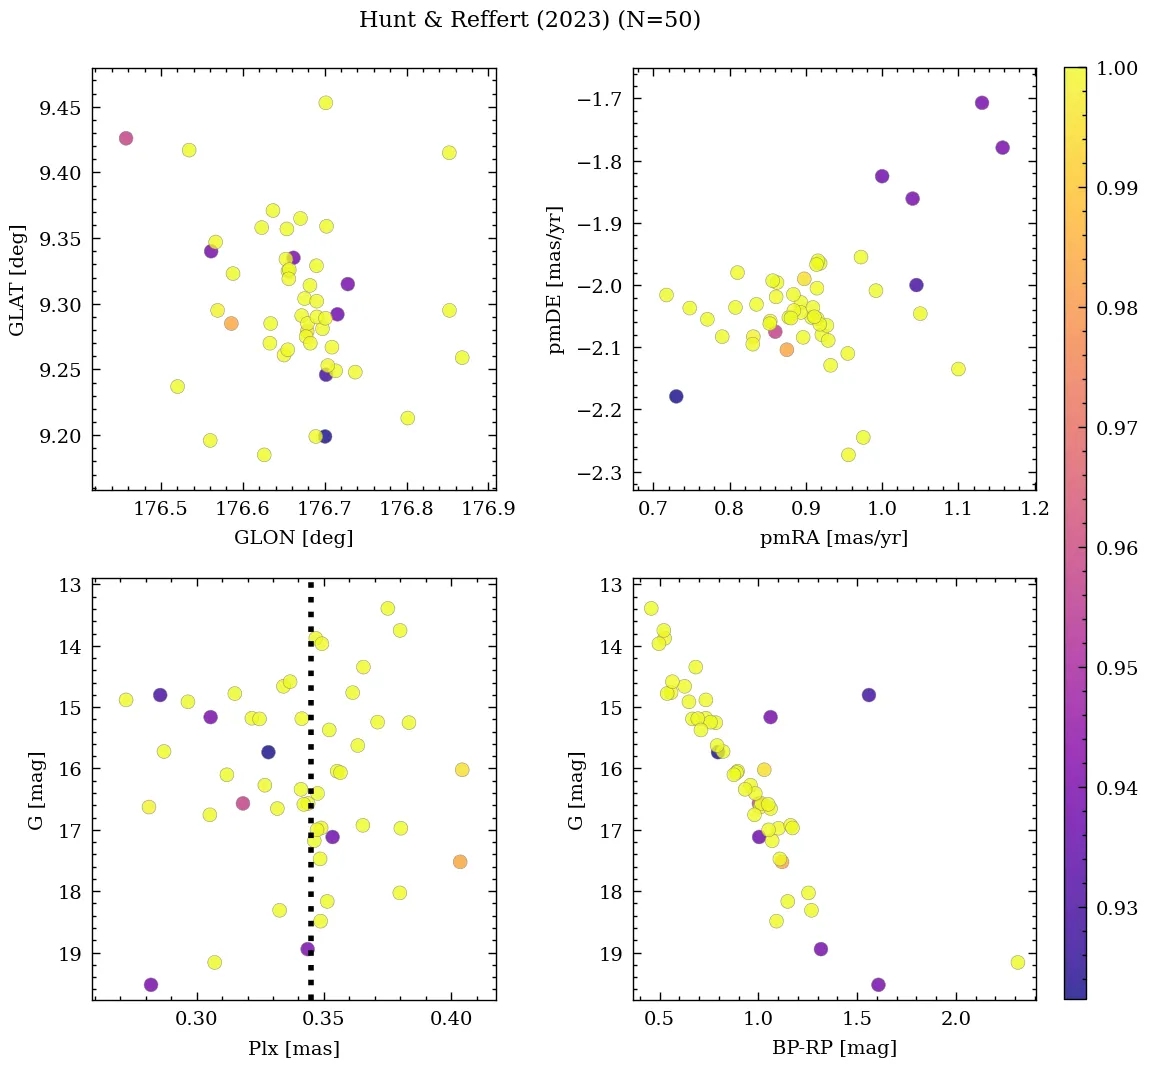 Hunt & Reffert (2023) (N=50)
GLAT [deg]
9.45
9.40
9.35
9.30
9.25
9.20
176.5 176.6 176.7 176.8 176.9
GLON [deg]
pmDE [mas/yr]
−1.7
−1.8
−1.9
−2.0
−2.1
−2.2
−2.3
0.7 0.8 0.9 1.0 1.1 1.2
pmRA [mas/yr]
G [mag]
13
14
15
16
17
18
19
0.30 0.35 0.40
Plx [mas]
G [mag]
13
14
15
16
17
18
19
0.5 1.0 1.5 2.0
BP-RP [mag]
1.00
0.99
0.98
0.97
0.96
0.95
0.94
0.93